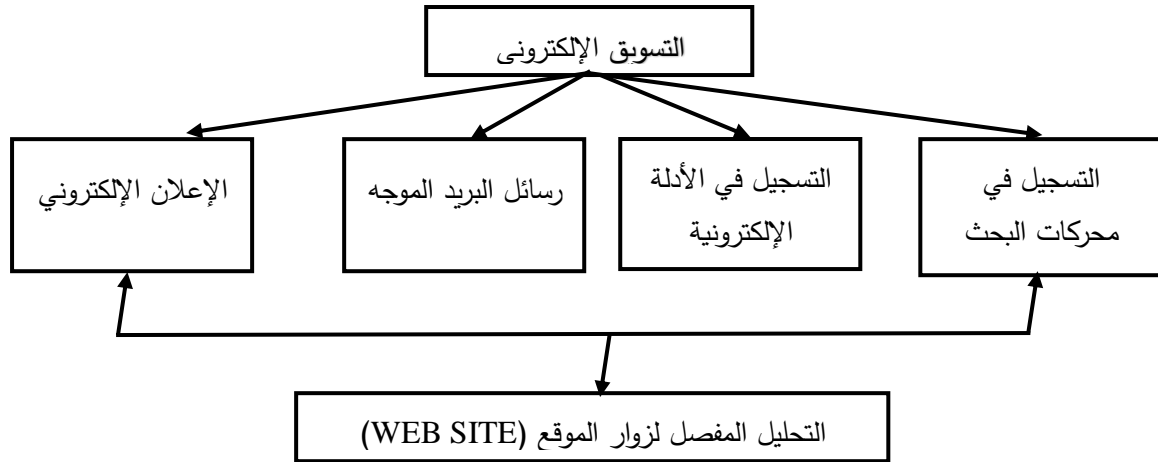 التسويق الإلكتروني
التسجيل في
محركات البحث
التسجيل في الأدلة
الإلكترونية
رسائل البريد الموجه
الإعلان الإلكتروني
التحليل المفصل لزوار الموقع (WEB SITE)